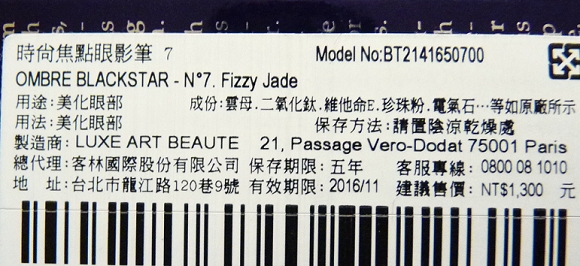 時尚焦點眼影筆 7 Model No:BT2141650700
OMBRE BLACKSTAR - N°7. Fizzy Jade
用途:美化眼部 成份:雲母.二氧化鈦.維他命E.珍珠粉.電氣石…等如原廠所示
用法:美化眼部 保存方法:請置陰涼乾燥處
製造商:LUXE ART BEAUTE 21, Passage Vero-Dodat 75001 Paris
總代理:客林國際股份有限公司 保存期限:五年 客服專線:0800 08 1010
地 址:台北市龍江路120巷9號 有效期限:2016/11 建議售價:NT$1,300 元